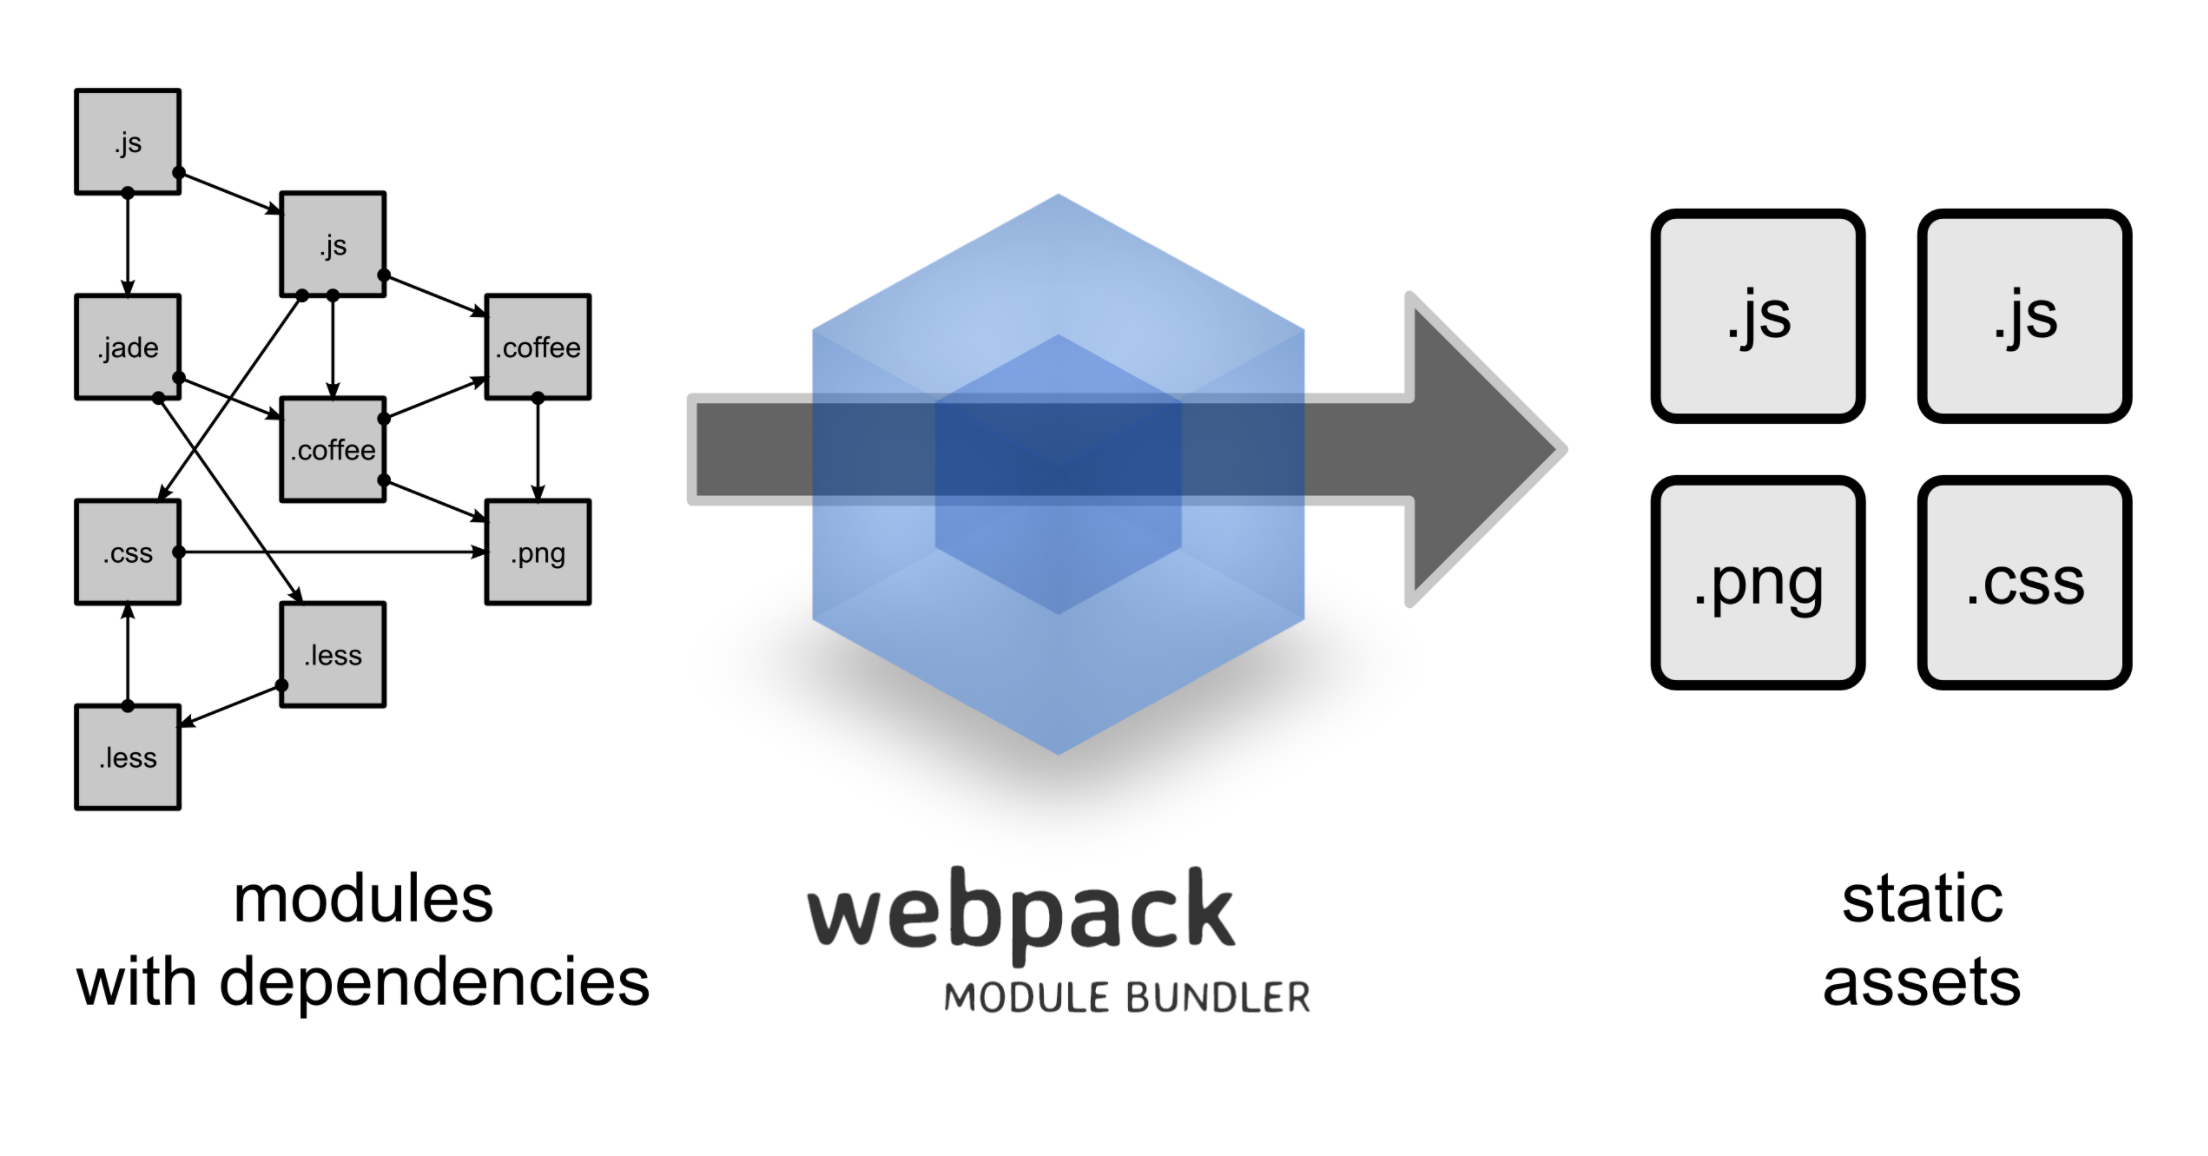 .js
.js
.jade
.coffee
.coffee
.css
.png
.less
.less
modules
with dependencies
webpack
MODULE BUNDLER
.js
.js
.png
.css
static
assets